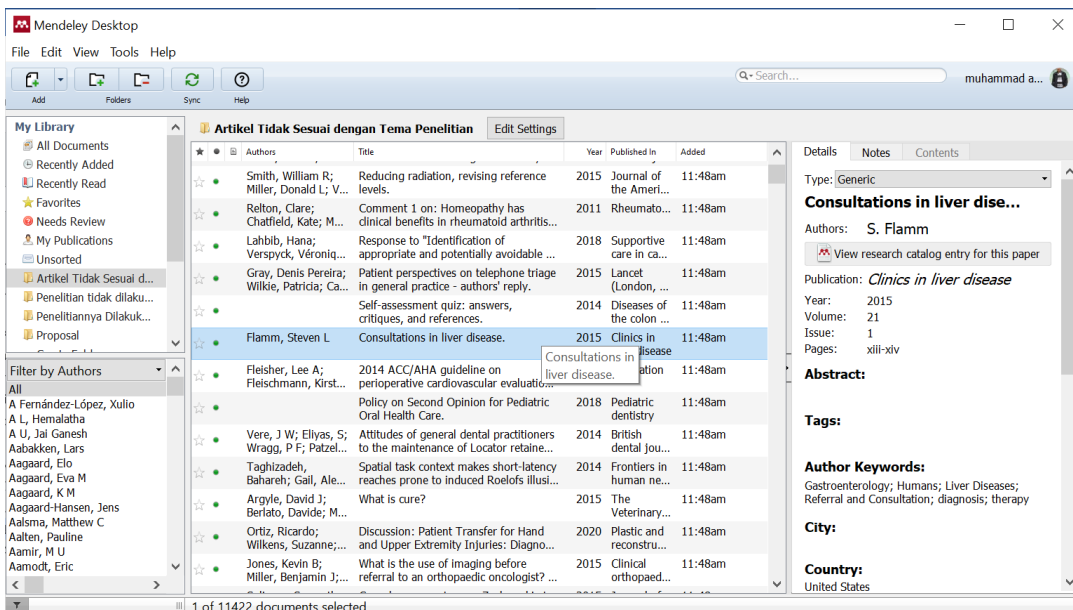 Mendeley Desktop
File Edit View Tools Help
Add Folders Sync Help
Search...
muhammad a...
My Library
All Documents
Recently Added
Recently Read
Favorites
Needs Review
My Publications
Unsorted
Artikel Tidak Sesuai d...
Penelitian tidak dilaku...
Penelitiannya Dilakuk...
Proposal
Filter by Authors
All
A Fernández-López, Xulio
A L, Hemalatha
A U, Jai Ganesh
Aabakken, Lars
Aagaard, Elo
Aagaard, Eva M
Aagaard, K M
Aagaard-Hansen, Jens
Aalsma, Matthew C
Aalten, Pauline
Aamir, M U
Aamodt, Eric
Artikel Tidak Sesuai dengan Tema Penelitian Edit Settings
Authors Title Year Published In Added
Smith, William R; Reducing radiation, revising reference 2015 Journal of 11:48am
Miller, Donald L; V... levels. the Ameri...
Relton, Clare; Comment 1 on: Homeopathy has 2011 Rheumato... 11:48am
Chatfield, Kate; M... clinical benefits in rheumatoid arthritis...
Lahbib, Hana; Response to "Identification of 2018 Supportive 11:48am
Verspyck, Véroniq... appropriate and potentially avoidable ... care in ca...
Gray, Denis Pereira; Patient perspectives on telephone triage 2015 Lancet 11:48am
Wilkie, Patricia; Ca... in general practice - authors' reply. (London, ...
Self-assessment quiz: answers, 2014 Diseases of 11:48am
critiques, and references. the colon ...
Flamm, Steven L Consultations in liver disease. 2015 Clinics in 11:48am
disease
Consultations in
liver disease.
Fleisher, Lee A; 2014 ACC/AHA guideline on 11:48am
Fleischmann, Kirst... perioperative cardiovascular evaluatio...
Policy on Second Opinion for Pediatric 2018 Pediatric 11:48am
Oral Health Care. dentistry
Vere, J W; Eliyas, S; Attitudes of general dental practitioners 2014 British 11:48am
Wragg, P F; Patzel... to the maintenance of Locator retaine... dental jou...
Taghizadeh, Spatial task context makes short-latency 2014 Frontiers in 11:48am
Bahareh; Gail, Ale... reaches prone to induced Roelofs illusi... human ne...
Argyle, David J; What is cure? 2015 The 11:48am
Berlato, Davide; M... Veterinary...
Ortiz, Ricardo; Discussion: Patient Transfer for Hand 2020 Plastic and 11:48am
Wilkens, Suzanne;... and Upper Extremity Injuries: Diagno... reconstru...
Jones, Kevin B; What is the use of imaging before 2015 Clinical 11:48am
Miller, Benjamin J;... referral to an orthopaedic oncologist? ... orthopaed...
Details Notes Contents
Type: Generic
Consultations in liver dise...
Authors: S. Flamm
View research catalog entry for this paper
Publication: Clinics in liver disease
Year: 2015
Volume: 21
Issue: 1
Pages: xiii-xiv
Abstract:
Tags:
Author Keywords:
Gastroenterology; Humans; Liver Diseases;
Referral and Consultation; diagnosis; therapy
City:
Country:
United States
1 of 11422 documents selected